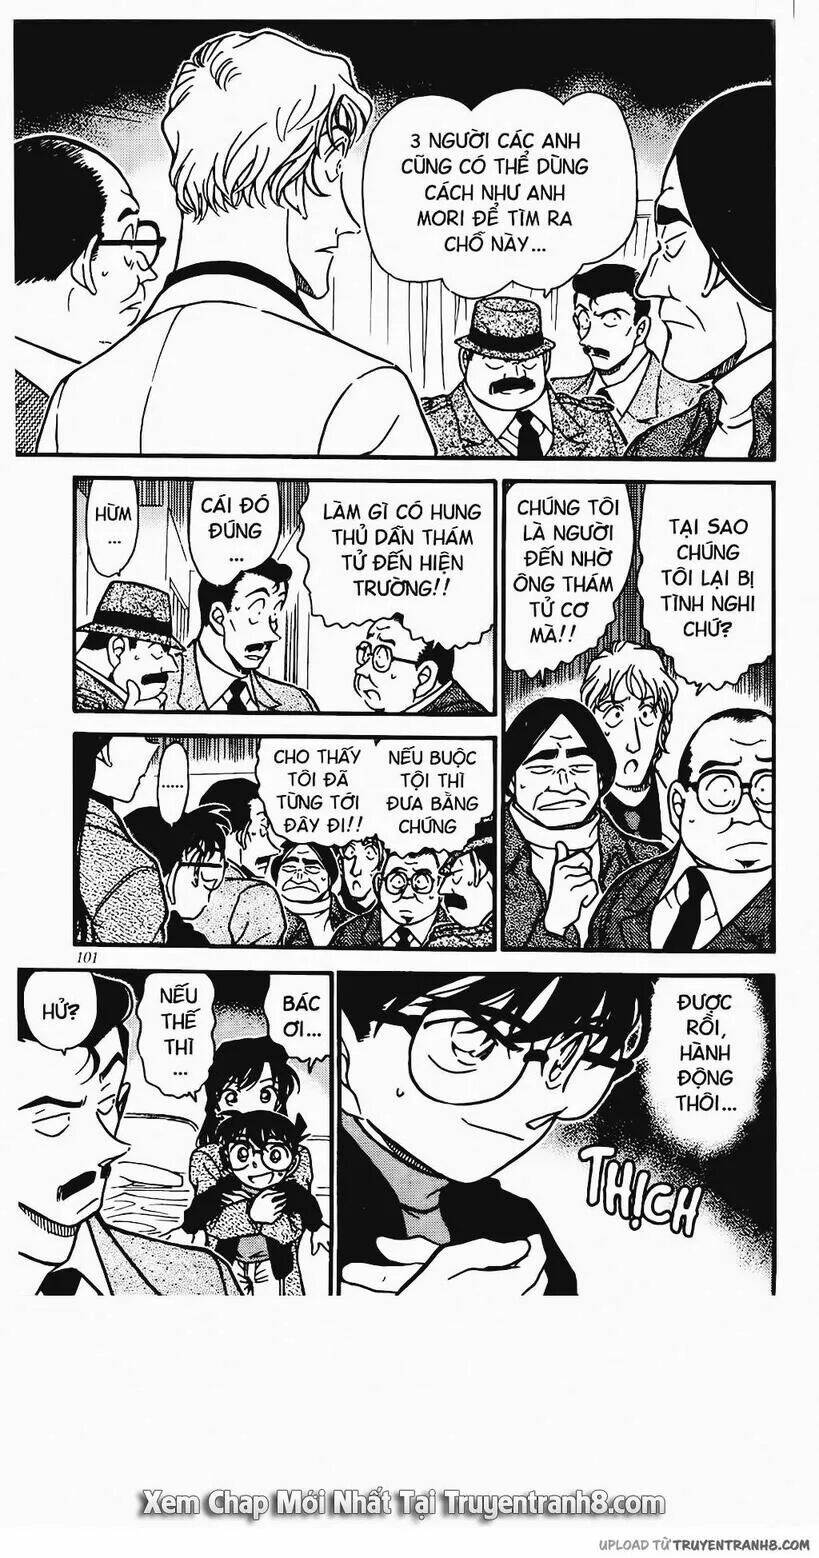 3 NGƯỜI CÁC ANH
CŨNG CÓ THỂ DÙNG
CÁCH NHƯ ANH
MORI ĐỂ TÌM RA
CHỖ NÀY...
TẠI SAO
CHÚNG
TÔI LẠI BỊ
TÌNH NGHI
CHỨ?
CHÚNG TÔI
LÀ NGƯỜI
ĐẾN NHỜ
ÔNG THÁM
TỬ CƠ
MÀ!!
LÀM GÌ CÓ HUNG
THỦ DẪN THÁM
TỬ ĐẾN HIỆN
TRƯỜNG!!
CÁI ĐÓ
ĐÚNG
...
HỪM
...
NẾU BUỘC
TỘI THÌ
ĐƯA BẰNG
CHỨNG
CHO THẤY
TÔI ĐÃ
TỪNG TỚI
ĐÂY ĐI!!
......
101
ĐƯỢC
RỒI,
HÀNH
ĐỘNG
THÔI...
THỊCH
BÁC
ƠI...
NẾU
THẾ
THÌ
...
HỬ?
Xem Chap Mới Nhất Tại Truyentranh8.com
UPLOAD TỪ TRUYENTRANH8.COM